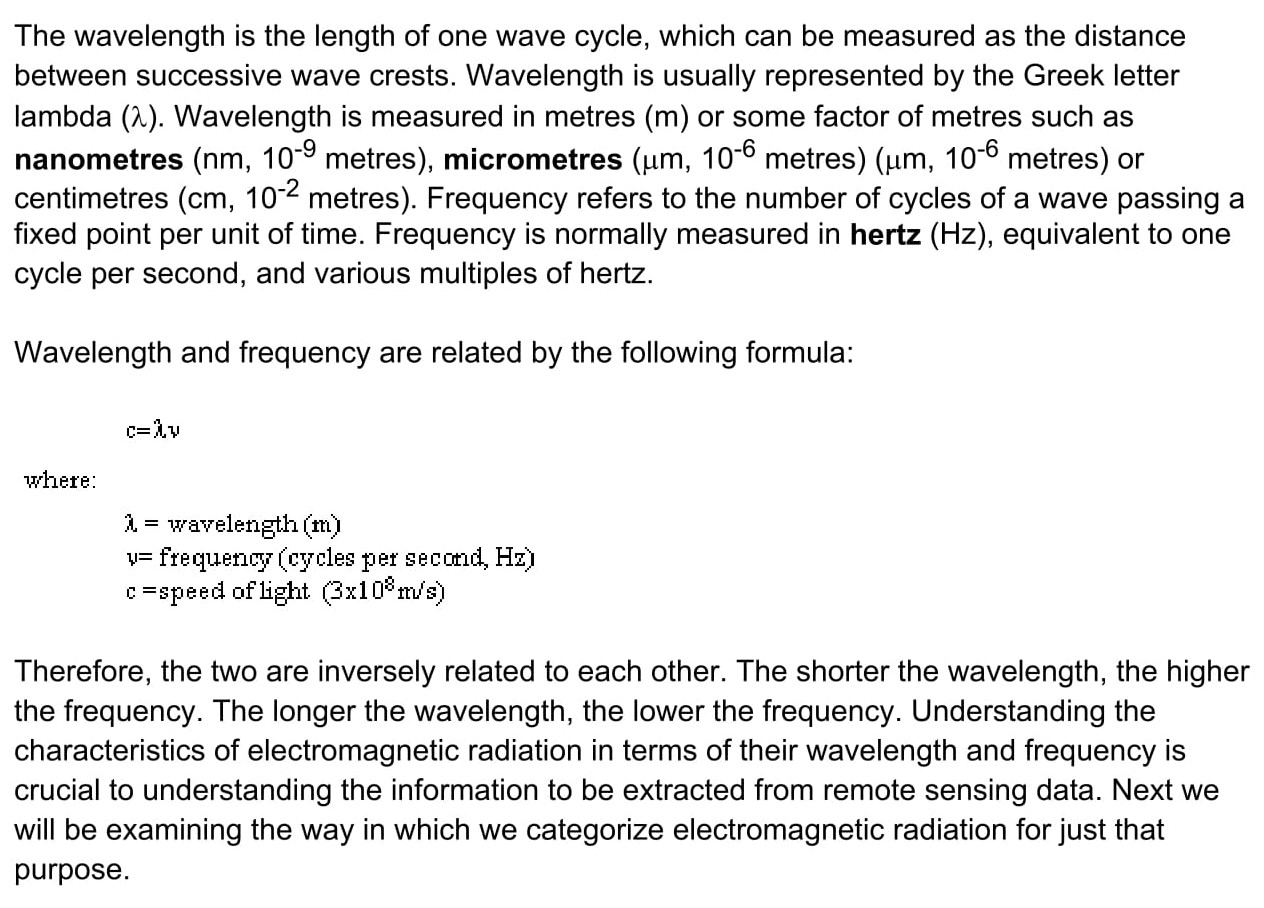 The wavelength is the length of one wave cycle, which can be measured as the distance
between successive wave crests. Wavelength is usually represented by the Greek letter
lambda (λ). Wavelength is measured in metres (m) or some factor of metres such as
nanometres (nm, 10⁻⁹ metres), micrometres (μm, 10⁻⁶ metres) (μm, 10⁻⁶ metres) or
centimetres (cm, 10⁻² metres). Frequency refers to the number of cycles of a wave passing a
fixed point per unit of time. Frequency is normally measured in hertz (Hz), equivalent to one
cycle per second, and various multiples of hertz.
Wavelength and frequency are related by the following formula:
c=λν
where:
λ = wavelength (m)
ν= frequency (cycles per second, Hz)
c =speed of light (3x10⁸ m/s)
Therefore, the two are inversely related to each other. The shorter the wavelength, the higher
the frequency. The longer the wavelength, the lower the frequency. Understanding the
characteristics of electromagnetic radiation in terms of their wavelength and frequency is
crucial to understanding the information to be extracted from remote sensing data. Next we
will be examining the way in which we categorize electromagnetic radiation for just that
purpose.